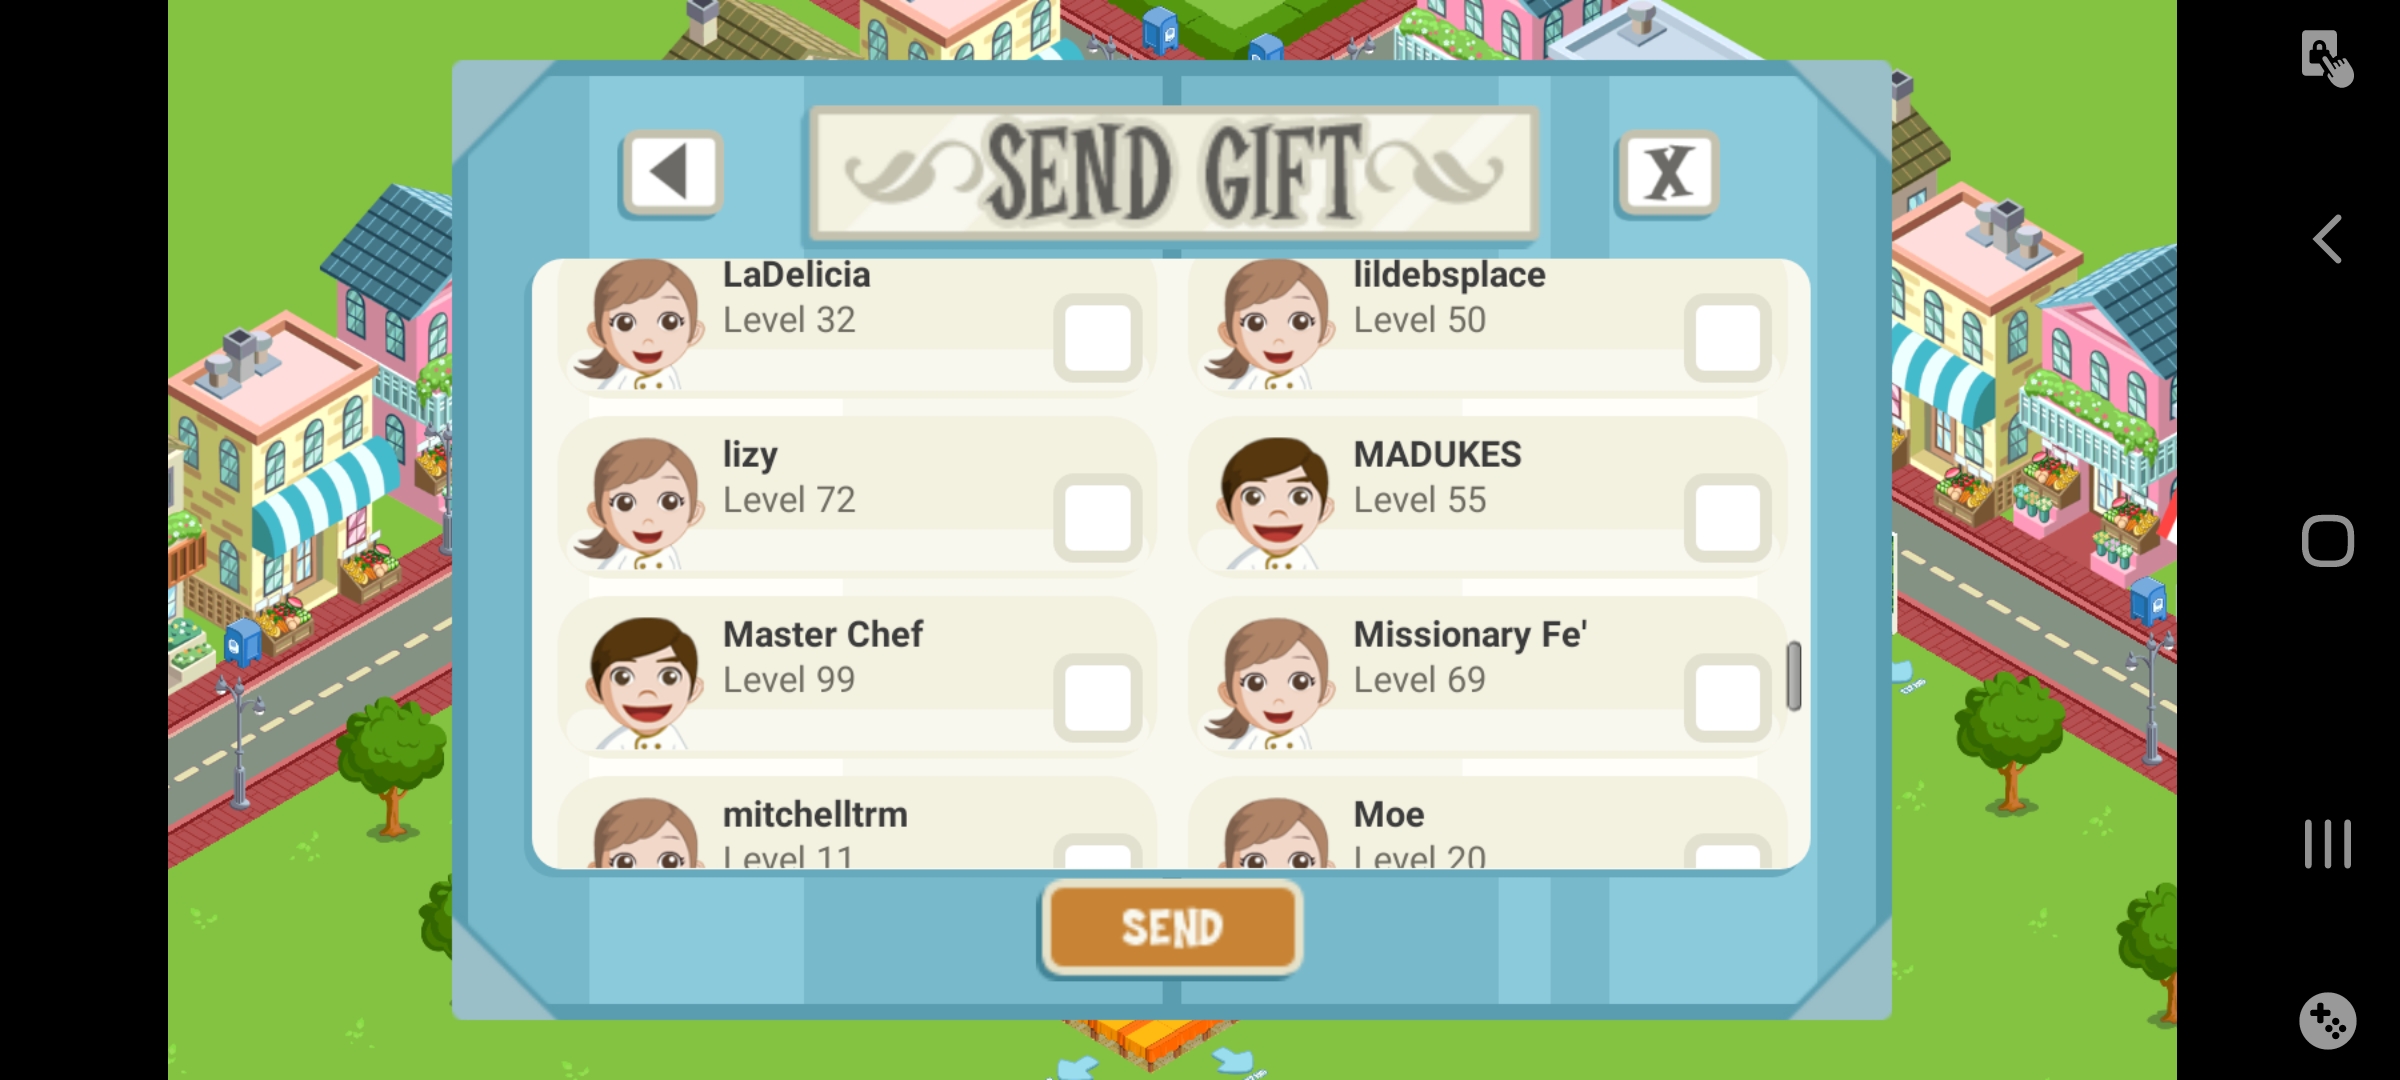 SEND GIFT
X
LaDelicia
Level 32
lildebsplace
Level 50
lizy
Level 72
MADUKES
Level 55
Master Chef
Level 99
Missionary Fe'
Level 69
mitchelltrm
Level 11
Moe
Level 20
SEND